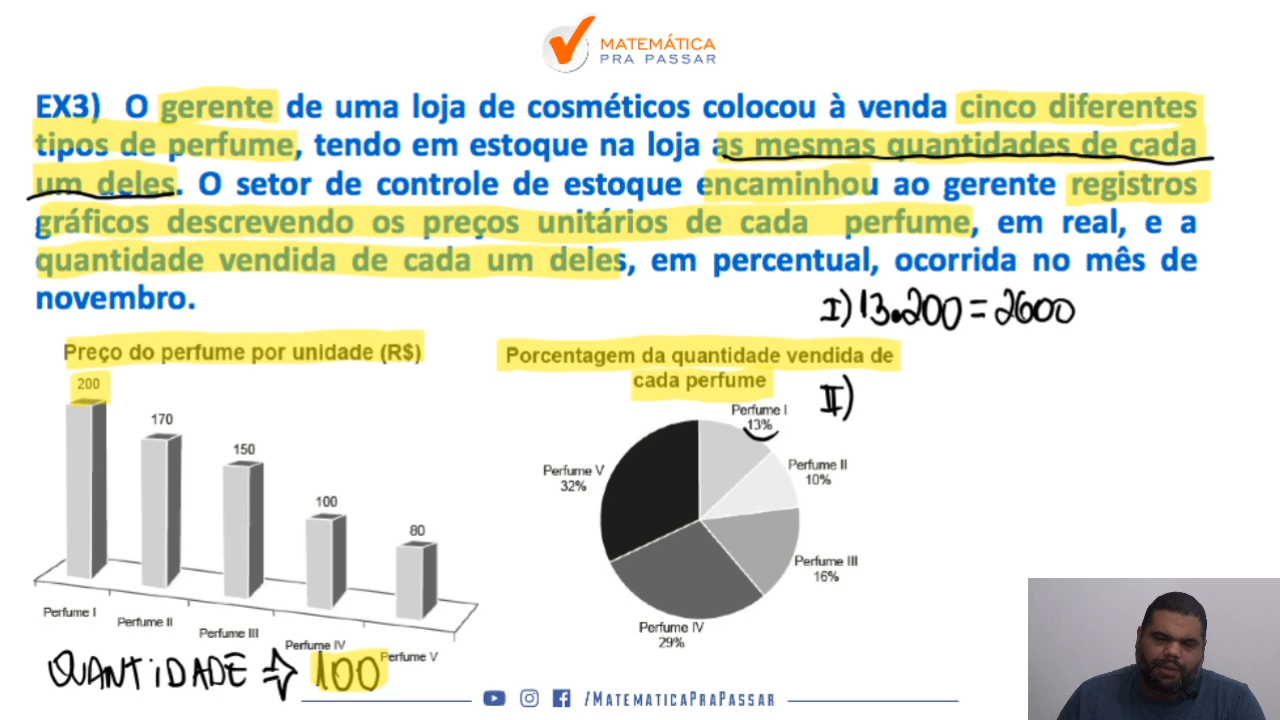 MATEMÁTICA
PRA PASSAR
EX3) O gerente de uma loja de cosméticos colocou à venda cinco diferentes
tipos de perfume, tendo em estoque na loja as mesmas quantidades de cada
um deles. O setor de controle de estoque encaminhou ao gerente registros
gráficos descrevendo os preços unitários de cada perfume, em real, e a
quantidade vendida de cada um deles, em percentual, ocorrida no mês de
novembro.
I) 13.200 = 2600
Preço do perfume por unidade (R$)
200
170
150
100
80
Perfume I
Perfume II
Perfume III
Perfume IV
Perfume V
Porcentagem da quantidade vendida de
cada perfume
II)
Perfume I
13%
Perfume II
10%
Perfume III
16%
Perfume IV
29%
Perfume V
32%
QUANTIDADE ⇒ 100
/MATEMATICAPRAPASSAR